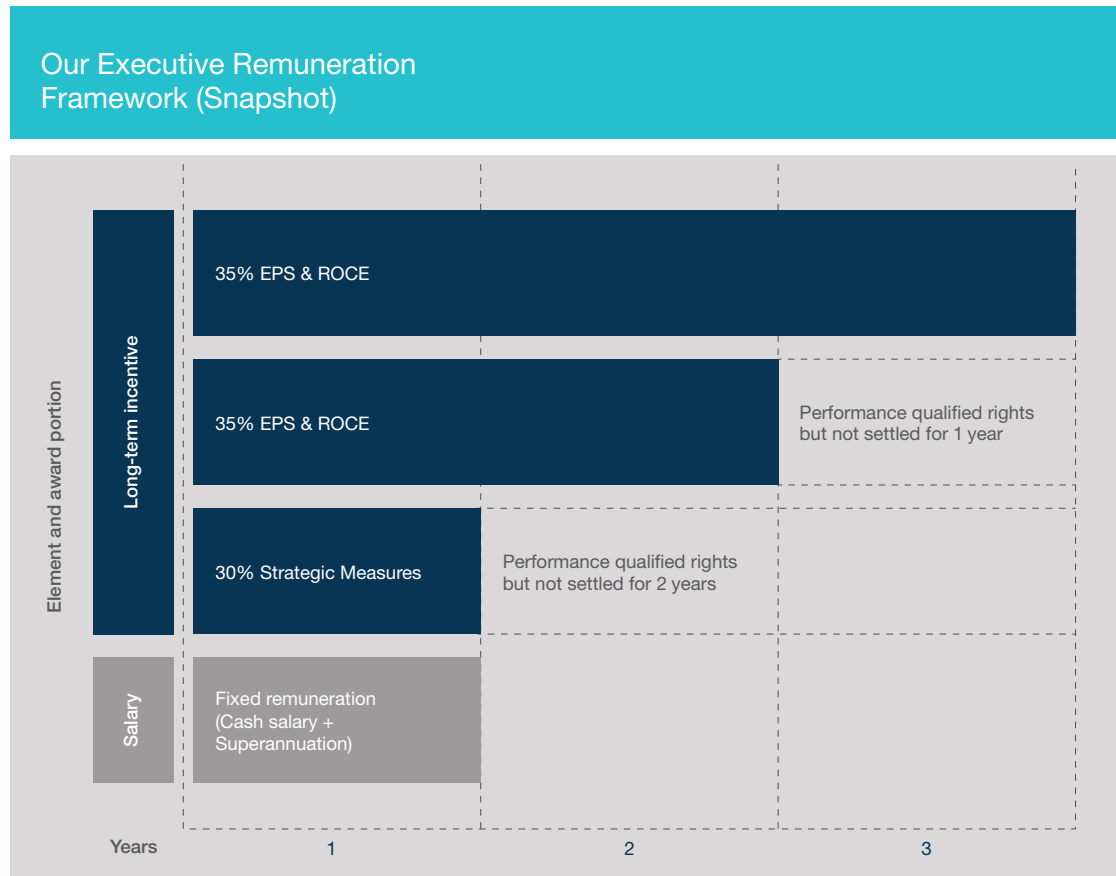 Our Executive Remuneration
Framework (Snapshot)
Element and award portion
Long-term incentive
35% EPS & ROCE
35% EPS & ROCE
Performance qualified rights
but not settled for 1 year
30% Strategic Measures
Performance qualified rights
but not settled for 2 years
Salary
Fixed remuneration
(Cash salary +
Superannuation)
Years
1
2
3